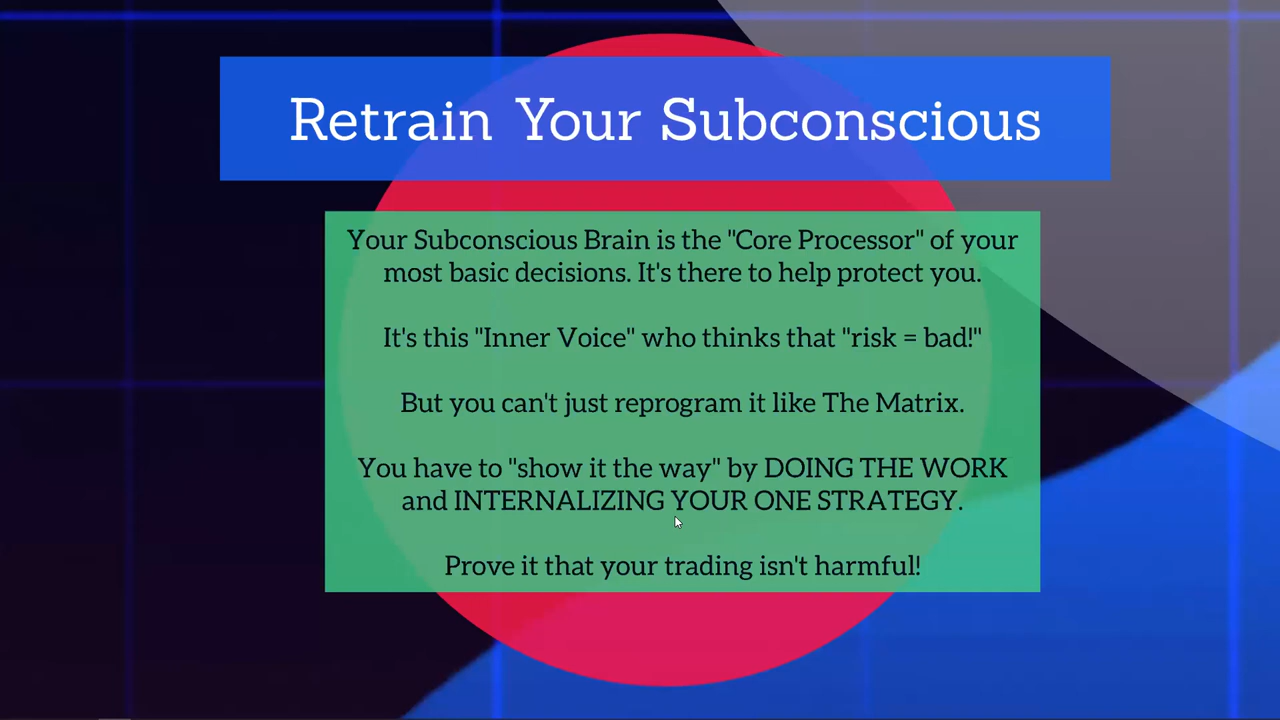 Retrain Your Subconscious
Your Subconscious Brain is the "Core Processor" of your
most basic decisions. It's there to help protect you.
It's this "Inner Voice" who thinks that "risk = bad!"
But you can't just reprogram it like The Matrix.
You have to "show it the way" by DOING THE WORK
and INTERNALIZING YOUR ONE STRATEGY.
Prove it that your trading isn't harmful!